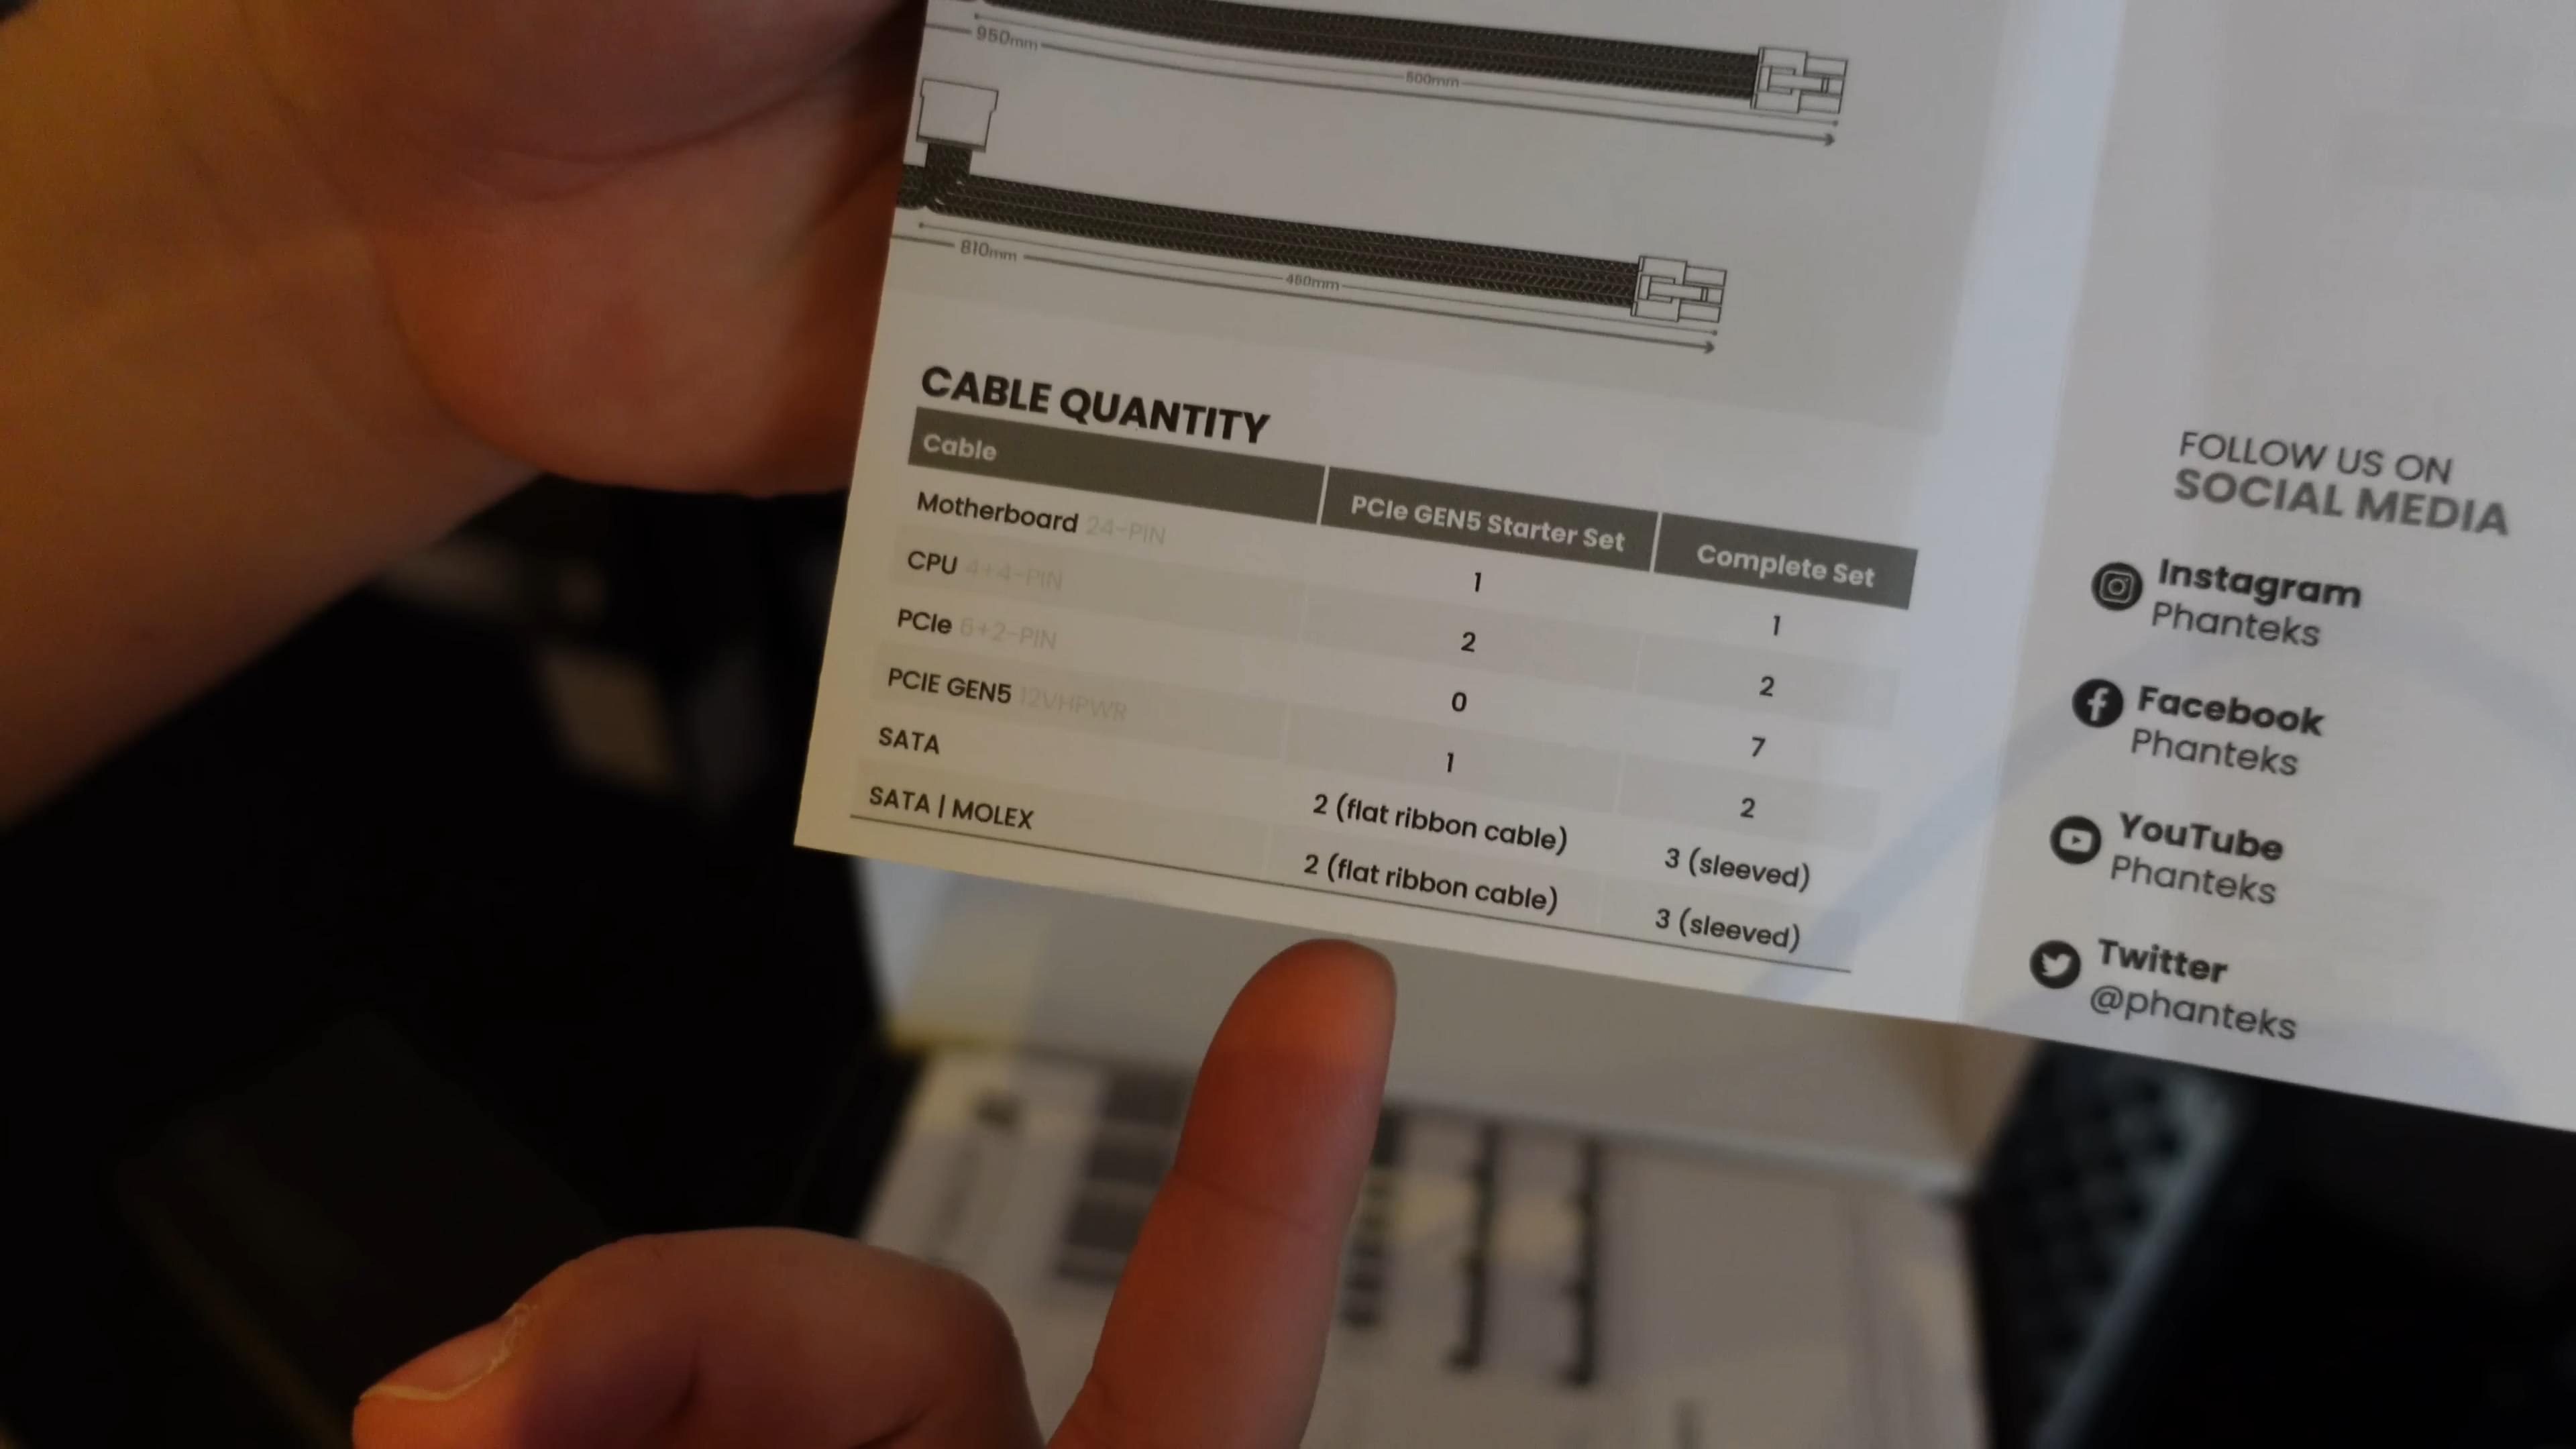 950mm
500mm
810mm
450mm
CABLE QUANTITY
Cable PCIe GEN5 Starter Set Complete Set
Motherboard 24-PIN 1 1
CPU 4+4-PIN 2 2
PCIe 6+2-PIN 0 7
PCIE GEN5 12VHPWR 1 2
SATA 2 (flat ribbon cable) 3 (sleeved)
SATA | MOLEX 2 (flat ribbon cable) 3 (sleeved)
FOLLOW US ON
SOCIAL MEDIA
Instagram
Phanteks
Facebook
Phanteks
YouTube
Phanteks
Twitter
@phanteks